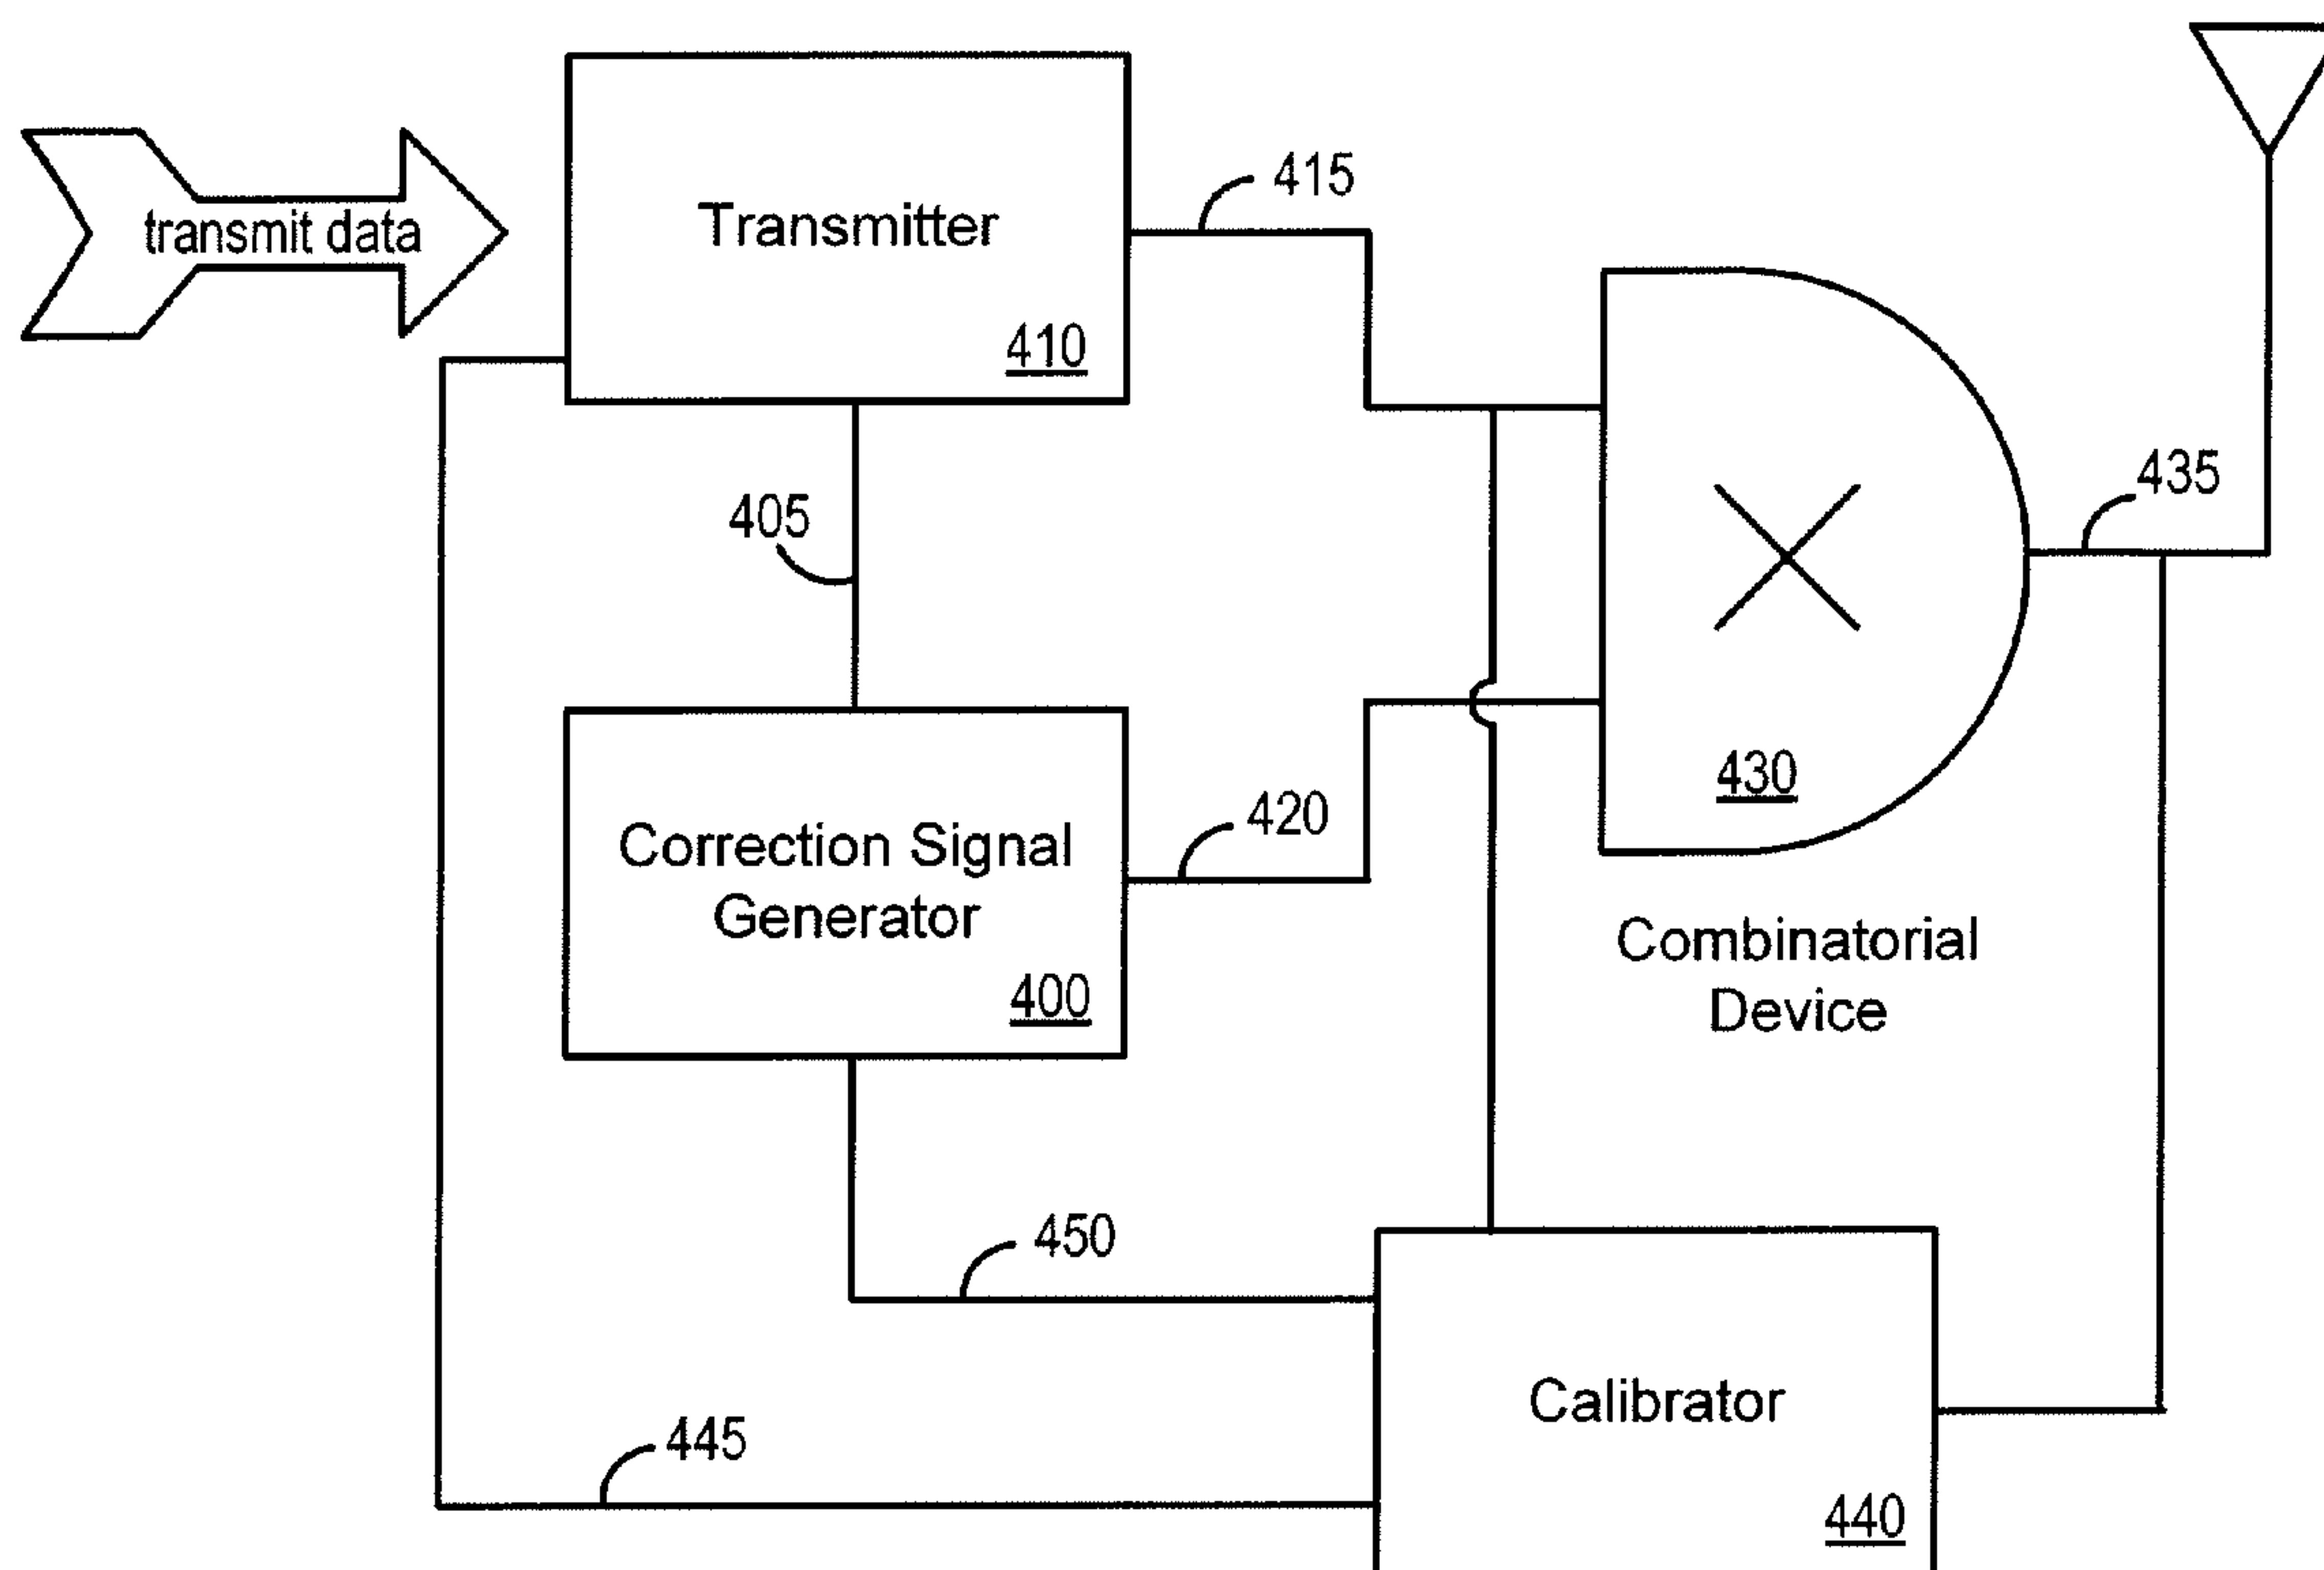 transmit data
Transmitter
410
415
405
435
Correction Signal
Generator
400
420
430
Combinatorial
Device
450
Calibrator
440
445